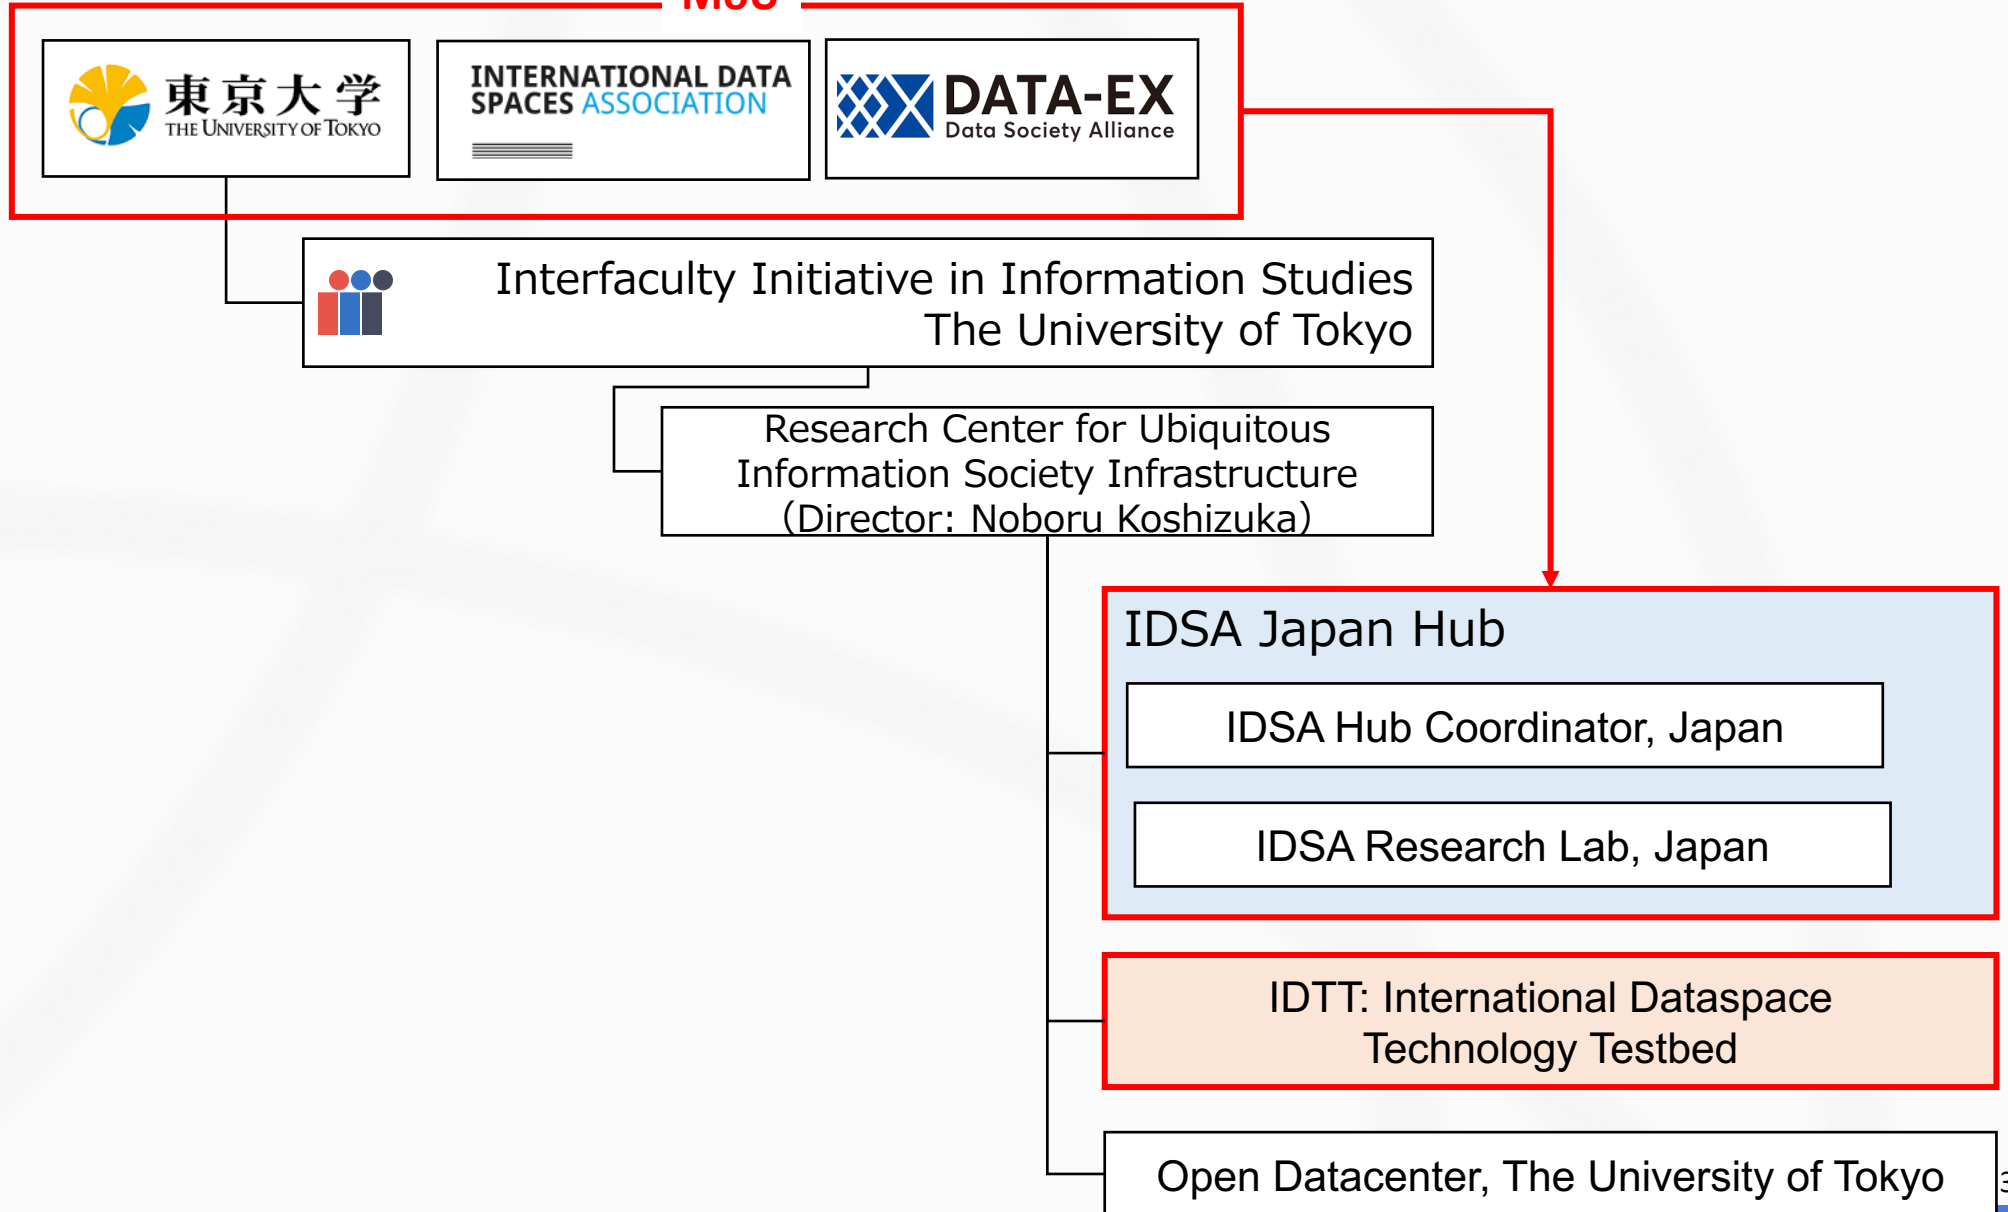 MoU
東京大学
THE UNIVERSITY OF TOKYO
INTERNATIONAL DATA
SPACES ASSOCIATION
DATA-EX
Data Society Alliance
Interfaculty Initiative in Information Studies
The University of Tokyo
Research Center for Ubiquitous
Information Society Infrastructure
（Director: Noboru Koshizuka）
IDSA Japan Hub
IDSA Hub Coordinator, Japan
IDSA Research Lab, Japan
IDTT: International Dataspace
Technology Testbed
Open Datacenter, The University of Tokyo